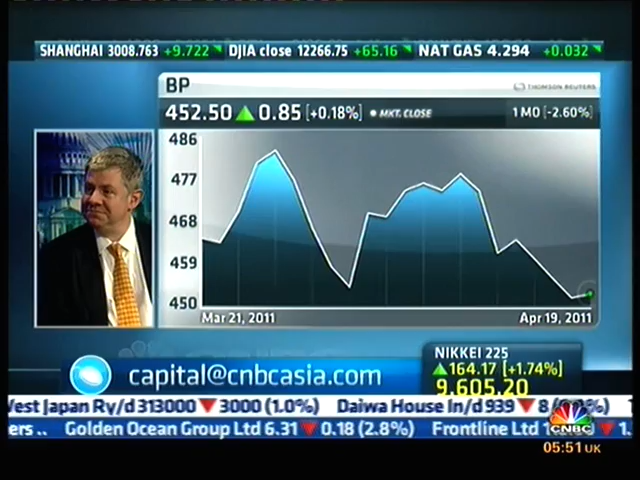 SHANGHAI 3008.763 +9.722 DJIA close 12266.75 +65.16 NAT GAS 4.294 +0.032
BP
THOMSON REUTERS
452.50 0.85 [+0.18%] MKT. CLOSE 1 MO [-2.60%]
486
477
468
459
450
Mar 21, 2011 Apr 19, 2011
capital@cnbcasia.com
NIKKEI 225
164.17 [+1.74%]
9,605.20
West Japan Ry/d 313000 3000 (1.0%) Daiwa House In/d 939 8
ers .. Golden Ocean Group Ltd 6.31 0.18 (2.8%) Frontline Ltd 1.
CNBC
05:51 UK